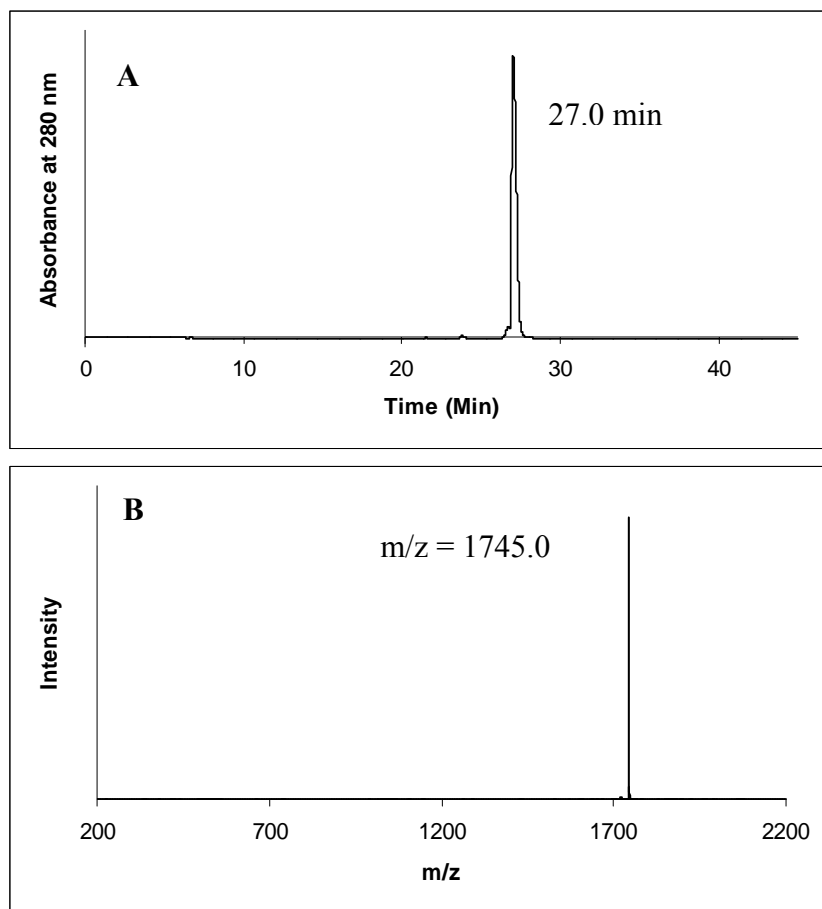 A
27.0 min
Absorbance at 280 nm
0 10 20 30 40
Time (Min)
B
m/z = 1745.0
Intensity
200 700 1200 1700 2200
m/z